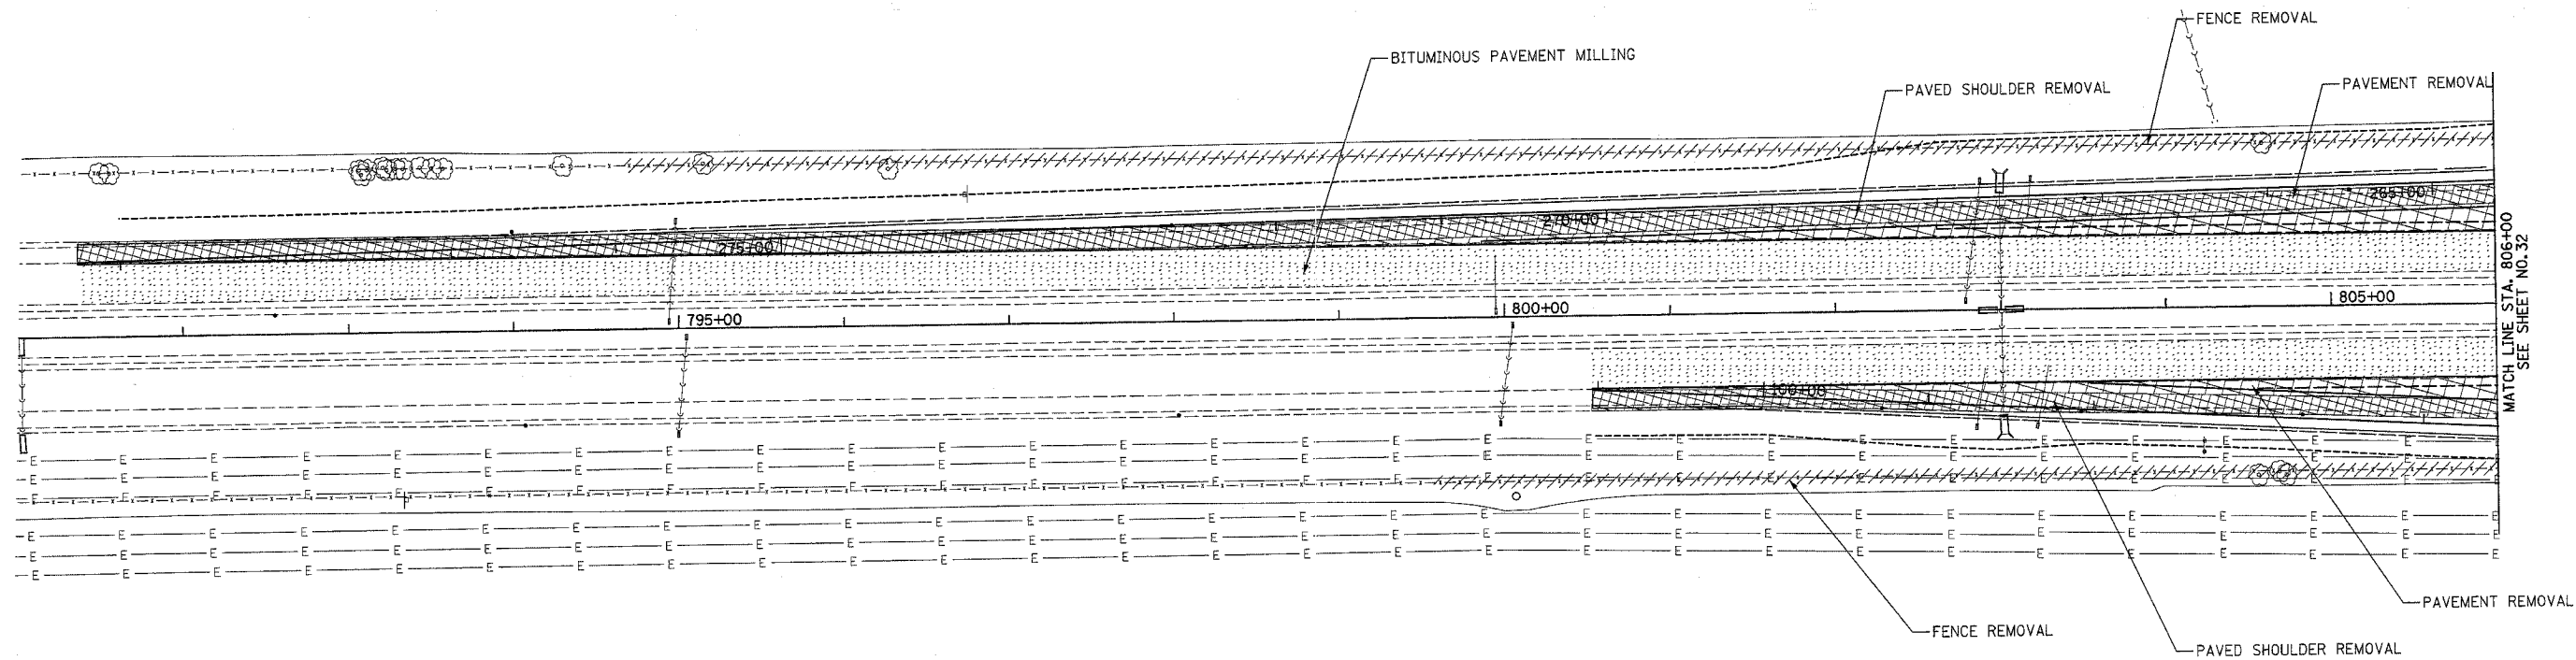 FENCE REMOVAL
BITUMINOUS PAVEMENT MILLING
PAVED SHOULDER REMOVAL
PAVEMENT REMOVAL
265+00
270+00
275+00
795+00
800+00
805+00
MATCH LINE STA. 806+00
SEE SHEET NO.32
100+00
E E E E E E E E E E E E E E E E E E E E E E E E E E E
E E E E E E E E E E E E E E E E E E E E E E E E E E E
E E E E E E E E E E E E E E E E E E E E E E E E E E E
E E E E E E E E E E E E E E E E E E E E E E E E E E E E
E E E E E E E E E E E E E E E E E E E E E E E E E E E E
E E E E E E E E E E E E E E E E E E E E E E E E E E E E
PAVEMENT REMOVAL
FENCE REMOVAL
PAVED SHOULDER REMOVAL